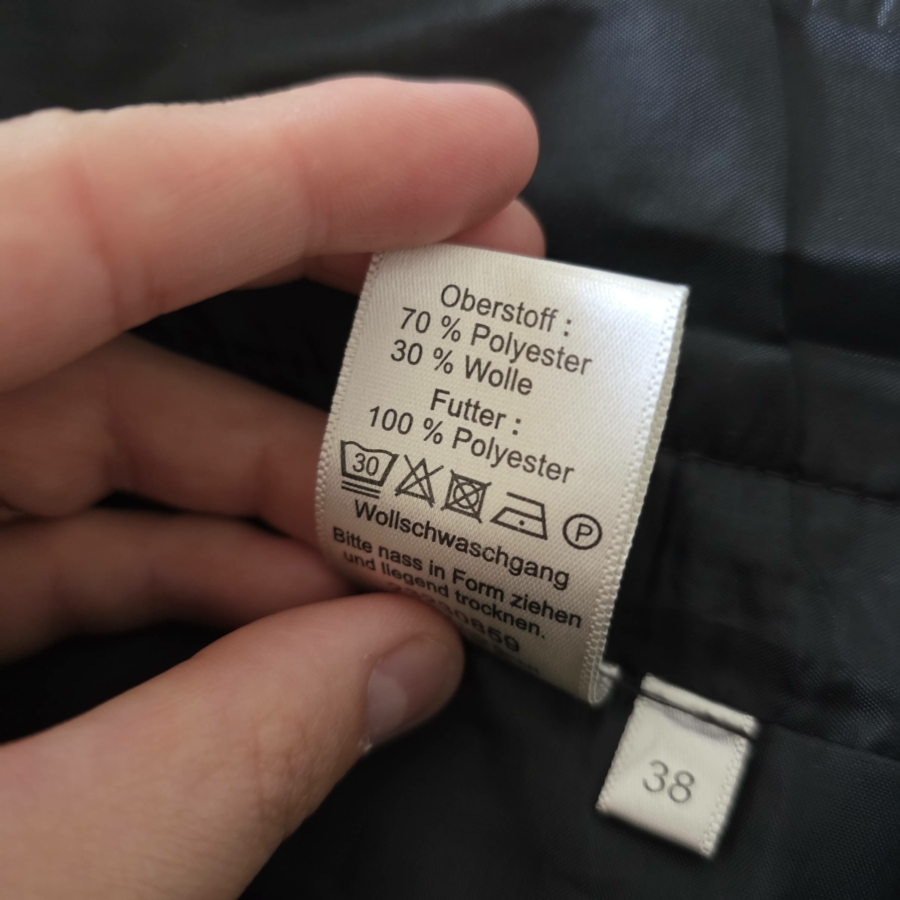 Oberstoff :
70 % Polyester
30 % Wolle
Futter :
100 % Polyester
30 P
Wollschwaschgang
Bitte nass in Form ziehen
und liegend trocknen.
38